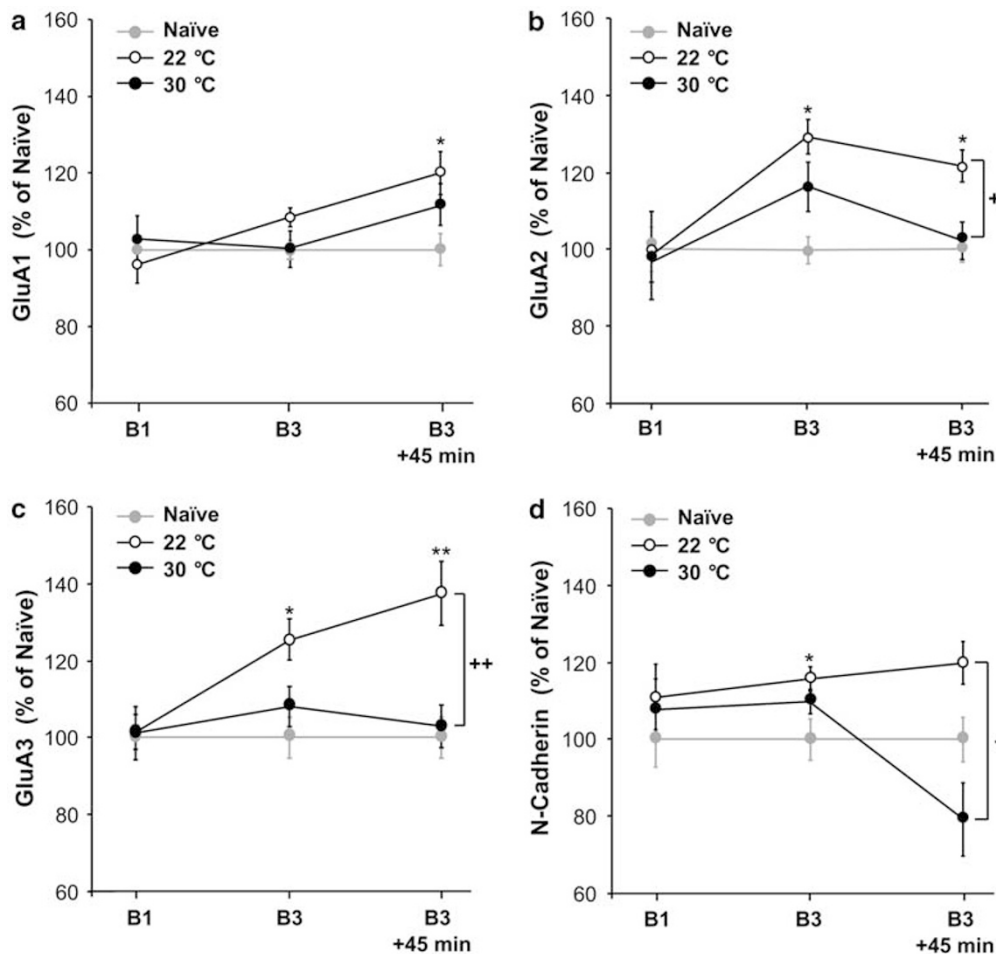 a
160
140
120
100
80
60
GluA1 (% of Naïve)
Naïve
22 °C
30 °C
*
B1
B3
B3
+45 min
b
160
140
120
100
80
60
GluA2 (% of Naïve)
Naïve
22 °C
30 °C
*
*
+
B1
B3
B3
+45 min
c
160
140
120
100
80
60
GluA3 (% of Naïve)
Naïve
22 °C
30 °C
*
**
++
B1
B3
B3
+45 min
d
160
140
120
100
80
60
N-Cadherin (% of Naïve)
Naïve
22 °C
30 °C
*
B1
B3
B3
+45 min